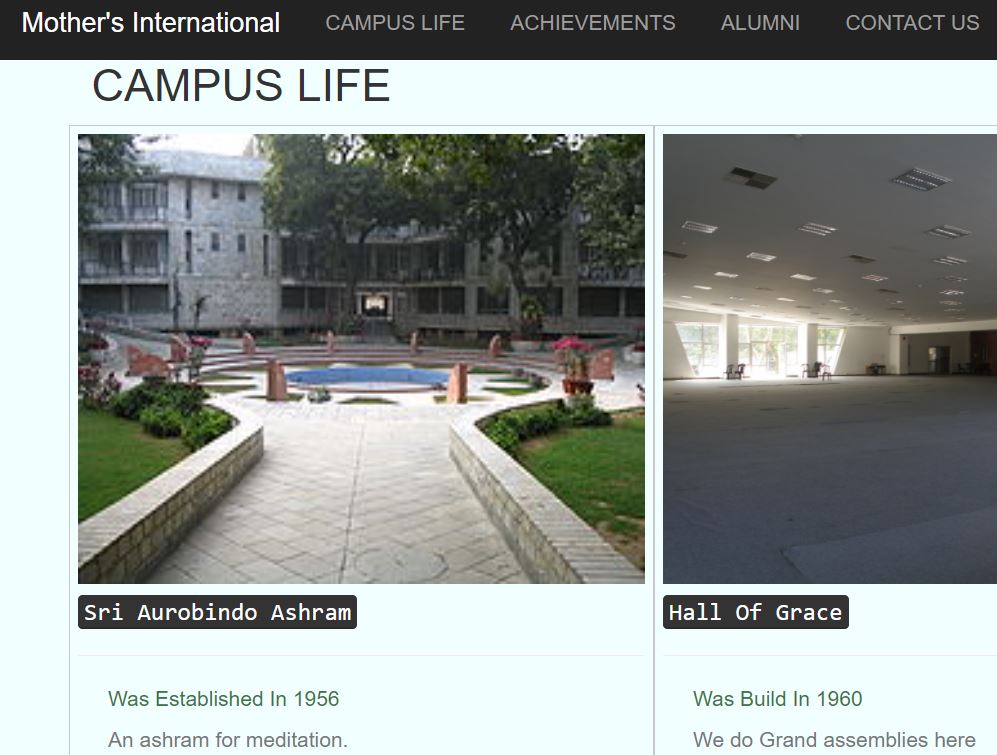 Mother's International CAMPUS LIFE ACHIEVEMENTS ALUMNI CONTACT US
CAMPUS LIFE
Sri Aurobindo Ashram
Was Established In 1956
An ashram for meditation.
Hall Of Grace
Was Build In 1960
We do Grand assemblies here